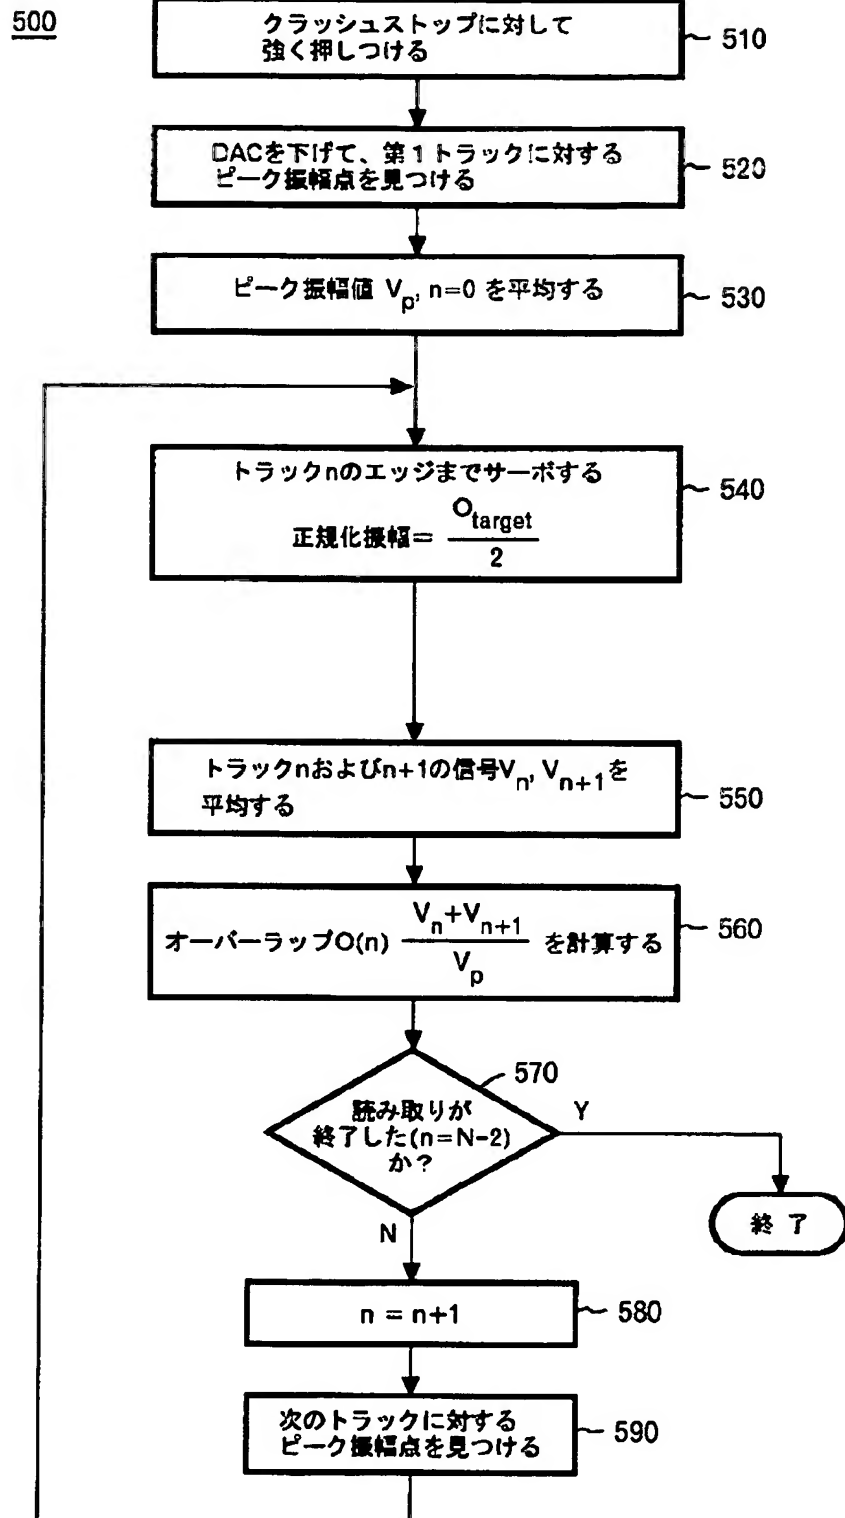 500
クラッシュストップに対して
強く押しつける
510
DACを下げて、第1トラックに対する
ピーク振幅点を見つける
520
ピーク振幅値 Vp, n=0 を平均する
530
トラックnのエッジまでサーボする
正規化振幅= Otarget/2
540
トラックnおよびn+1の信号Vn, Vn+1を
平均する
550
オーバーラップO(n) Vn+Vn+1/Vp を計算する
560
570
読み取りが
終了した(n=N-2)
か?
Y
終 了
N
n = n+1
580
次のトラックに対する
ピーク振幅点を見つける
590